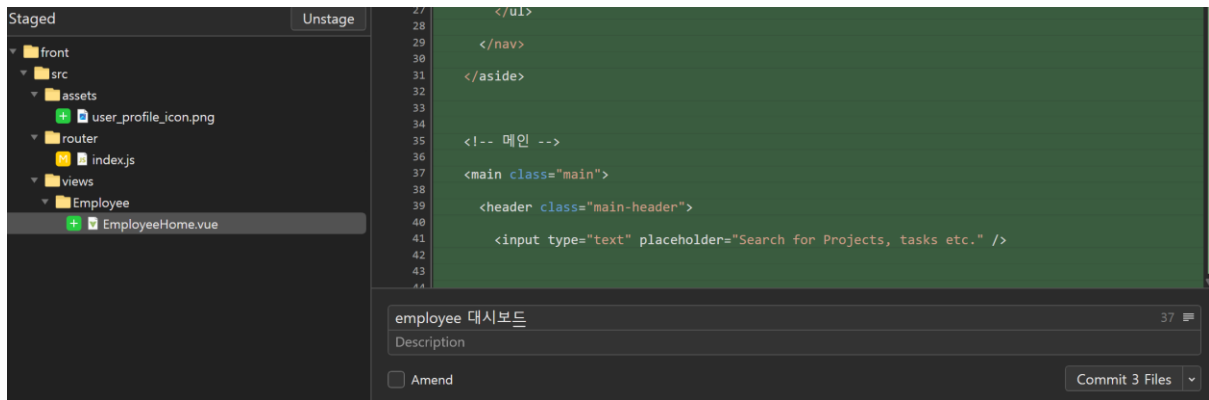 Staged
Unstage
front
src
assets
user_profile_icon.png
router
M index.js
views
Employee
EmployeeHome.vue
27 </ul>
28
29 </nav>
30
31 </aside>
32
33
34
35 <!-- 메인 -->
36
37 <main class="main">
38
39 <header class="main-header">
40
41 <input type="text" placeholder="Search for Projects, tasks etc." />
42
43
44
employee 대시보드
37
Description
Amend
Commit 3 Files